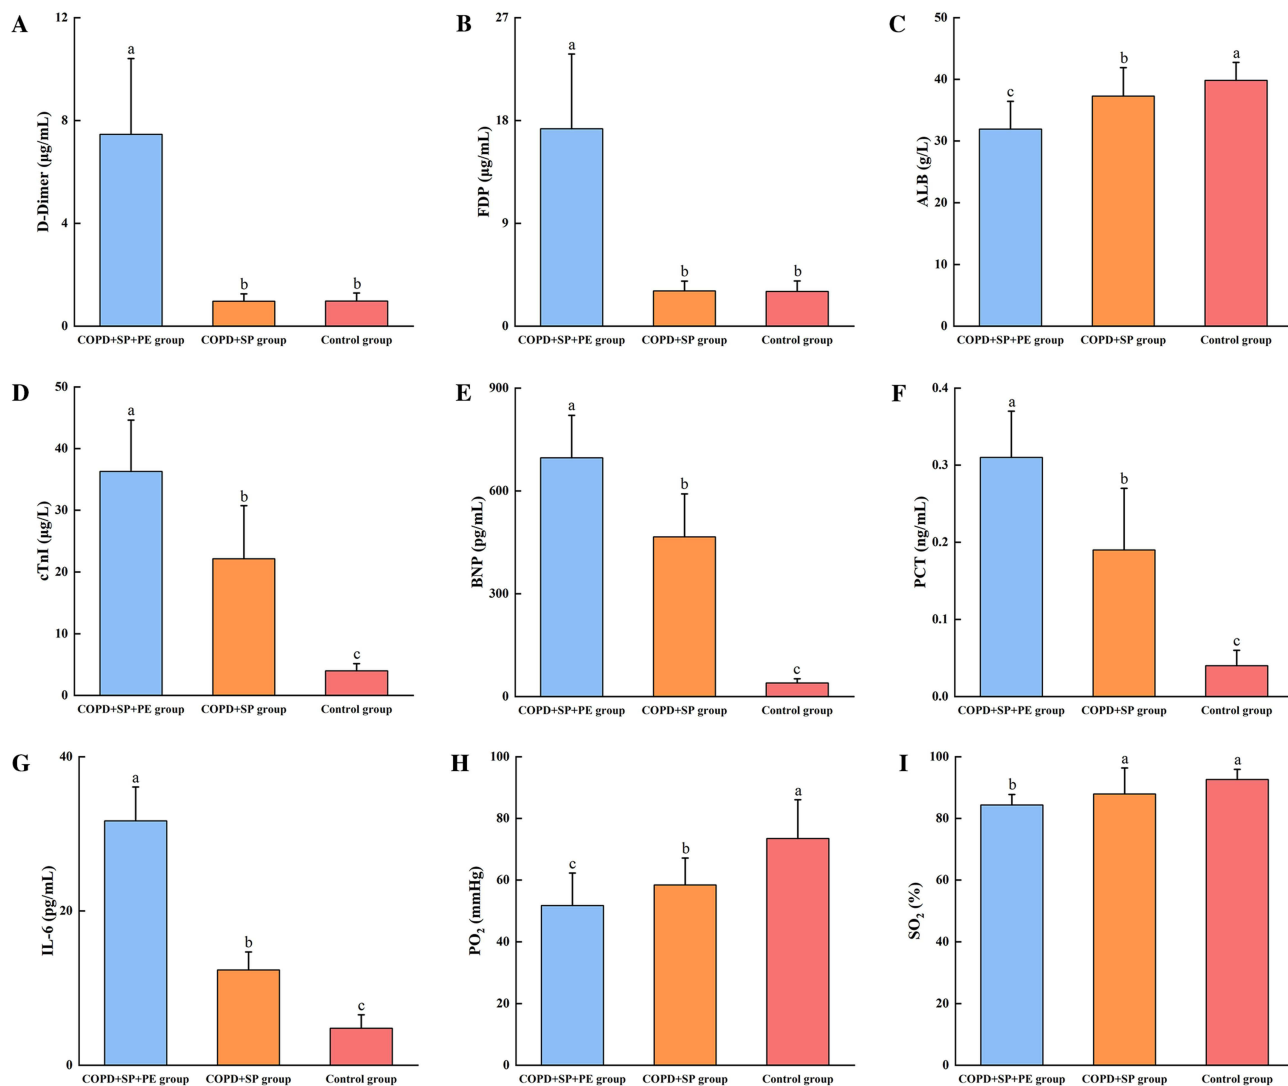 A
D-Dimer (μg/mL)
12
8
4
0
a
b
b
COPD+SP+PE group
COPD+SP group
Control group
B
FDP (μg/mL)
27
18
9
0
a
b
b
COPD+SP+PE group
COPD+SP group
Control group
C
ALB (g/L)
50
40
30
20
10
0
c
b
a
COPD+SP+PE group
COPD+SP group
Control group
D
cTnI (μg/L)
50
40
30
20
10
0
a
b
c
COPD+SP+PE group
COPD+SP group
Control group
E
BNP (pg/mL)
900
600
300
0
a
b
c
COPD+SP+PE group
COPD+SP group
Control group
F
PCT (ng/mL)
0.4
0.3
0.2
0.1
0.0
a
b
c
COPD+SP+PE group
COPD+SP group
Control group
G
IL-6 (pg/mL)
40
20
0
a
b
c
COPD+SP+PE group
COPD+SP group
Control group
H
PO₂ (mmHg)
100
80
60
40
20
0
c
b
a
COPD+SP+PE group
COPD+SP group
Control group
I
SO₂ (%)
100
80
60
40
20
0
b
a
a
COPD+SP+PE group
COPD+SP group
Control group